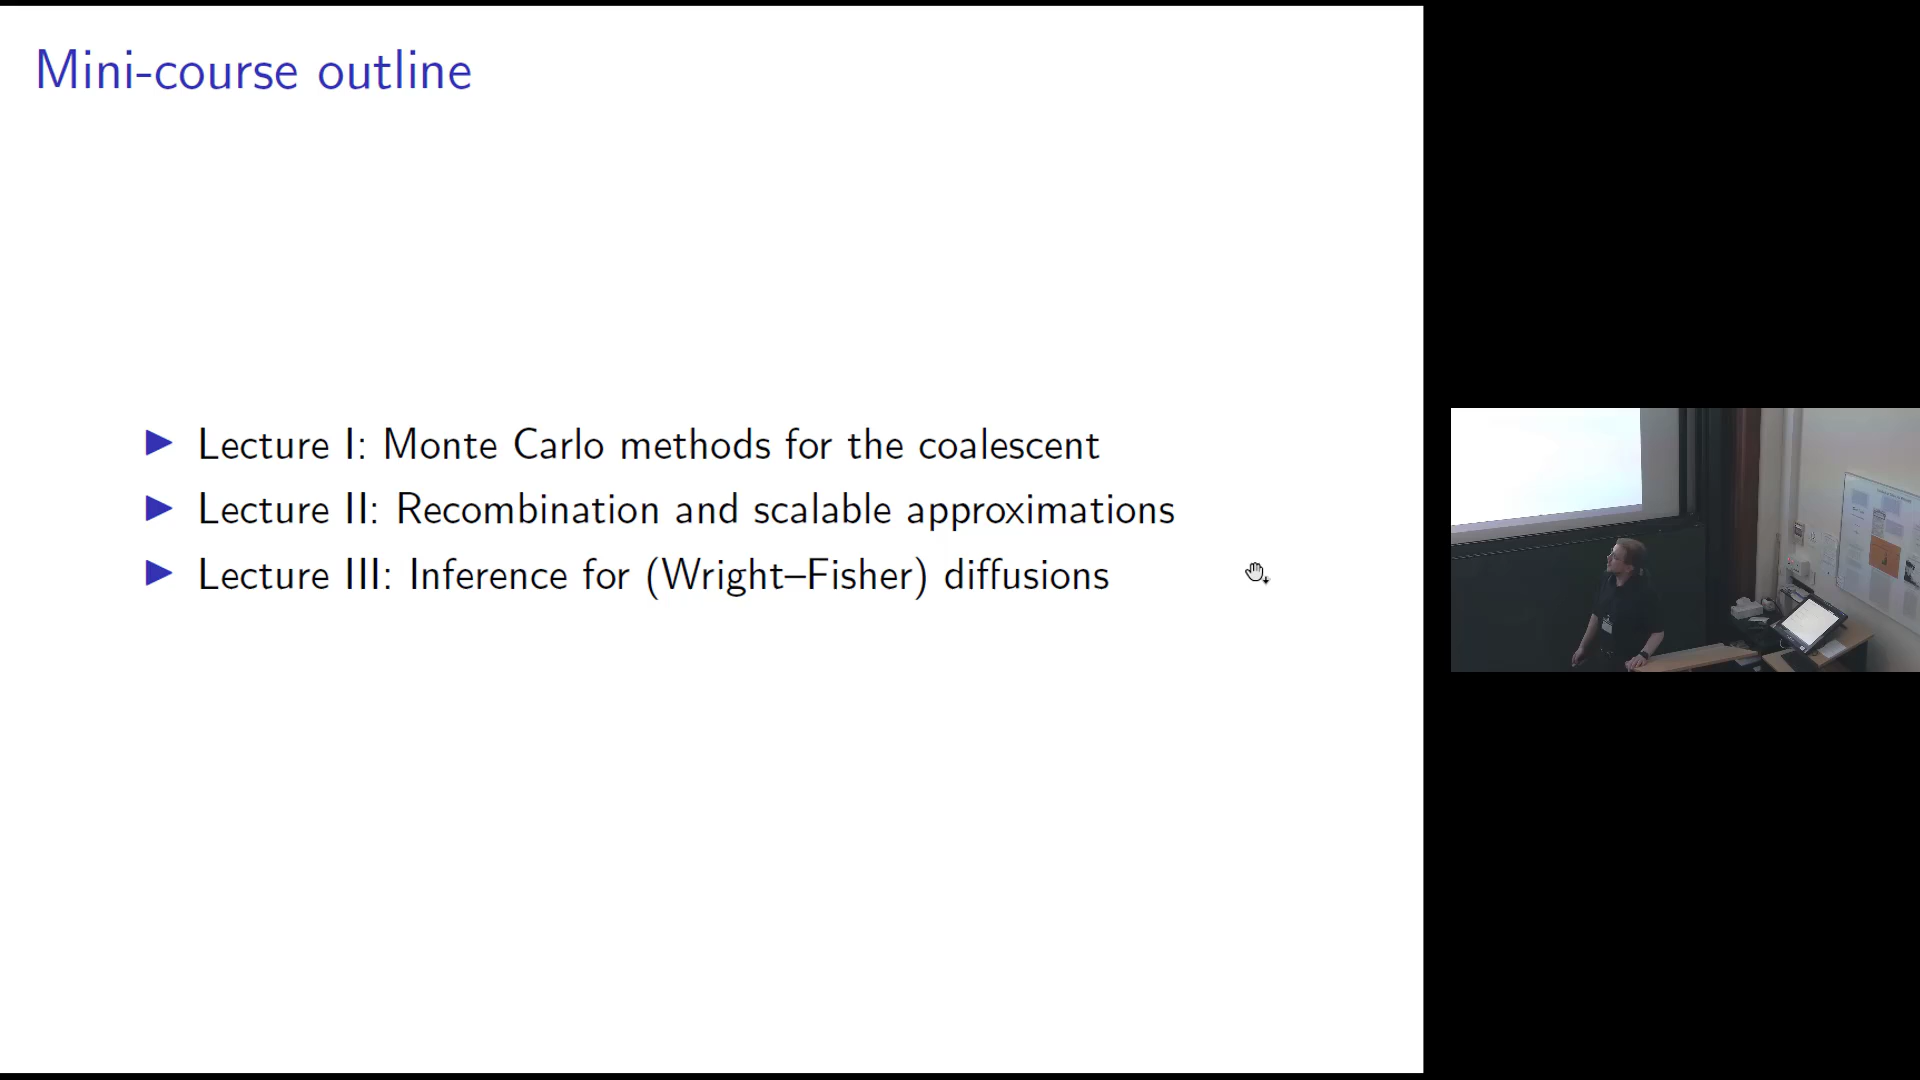 Mini-course outline
Lecture I: Monte Carlo methods for the coalescent
Lecture II: Recombination and scalable approximations
Lecture III: Inference for (Wright–Fisher) diffusions